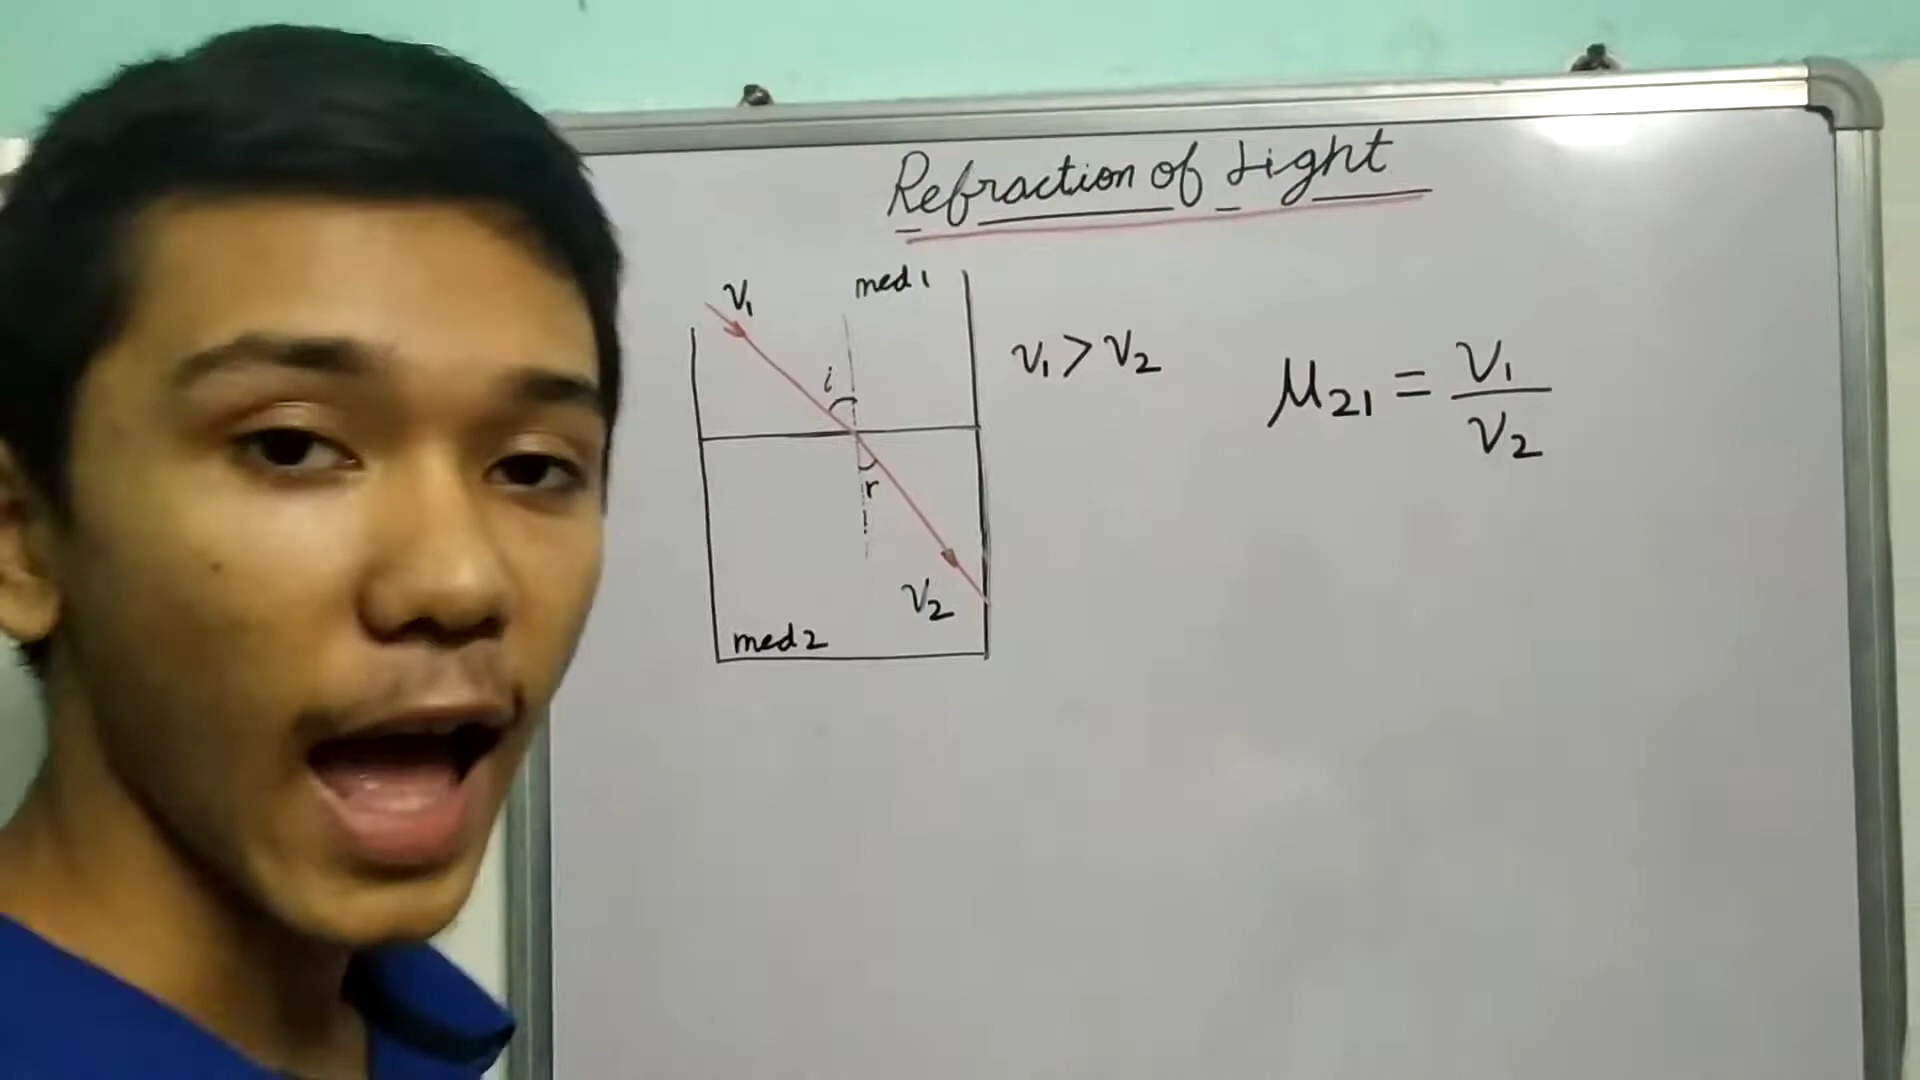 Refraction of Light
med 1
V₁
i
V₁ > V₂
μ₂₁ = V₁/V₂
r
V₂
med 2